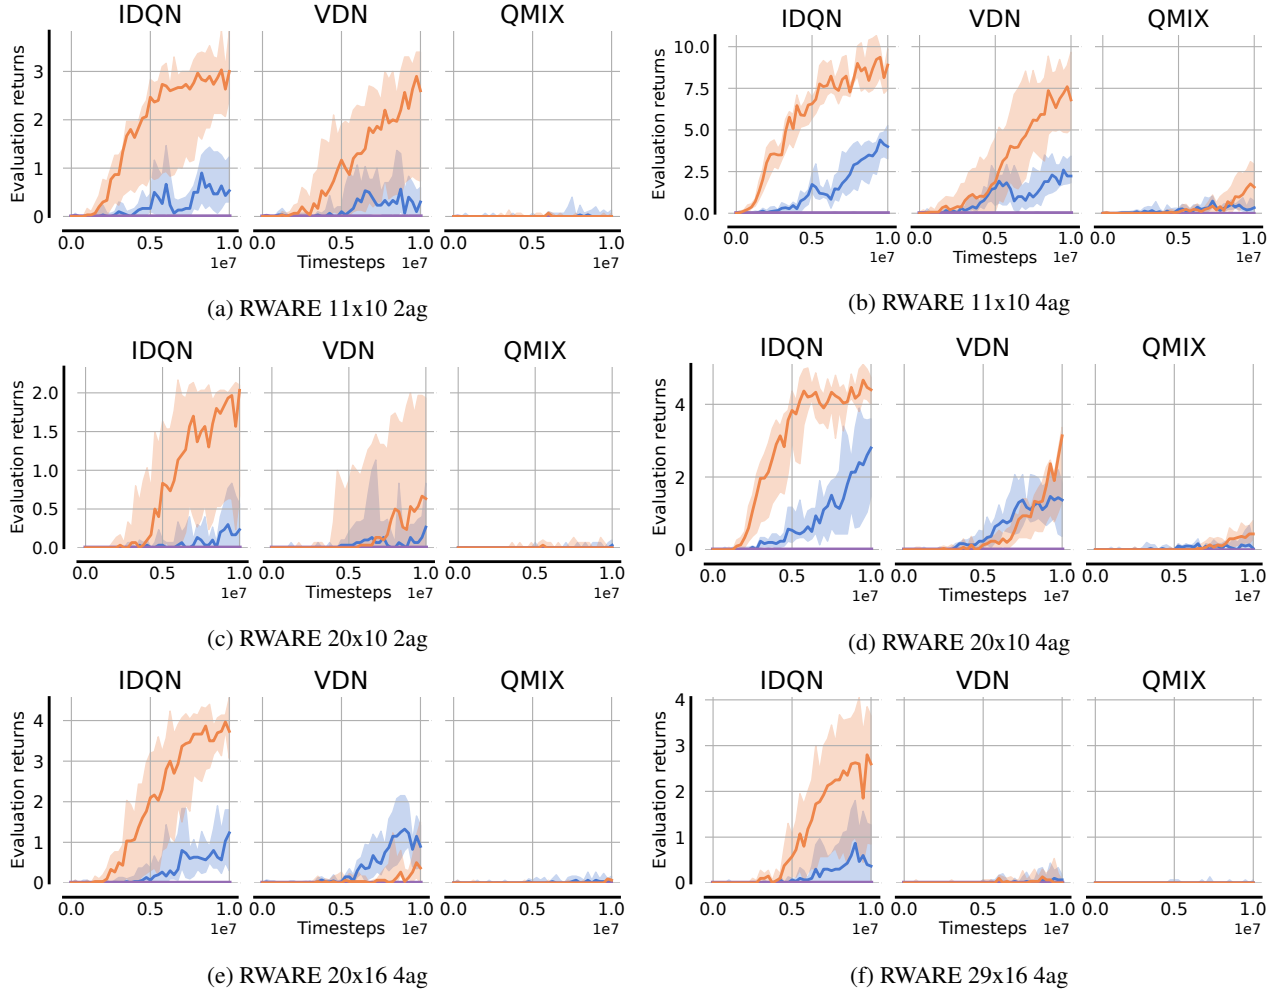 IDQN VDN QMIX
Evaluation returns
3
2
1
0
0.0 0.5 1.0 0.0 0.5 1.0 0.0 0.5 1.0
1e7 Timesteps 1e7 1e7
(a) RWARE 11x10 2ag
IDQN VDN QMIX
Evaluation returns
10.0
7.5
5.0
2.5
0.0
0.0 0.5 1.0 0.0 0.5 1.0 0.0 0.5 1.0
1e7 Timesteps 1e7 1e7
(b) RWARE 11x10 4ag
IDQN VDN QMIX
Evaluation returns
2.0
1.5
1.0
0.5
0.0
0.0 0.5 1.0 0.0 0.5 1.0 0.0 0.5 1.0
1e7 Timesteps 1e7 1e7
(c) RWARE 20x10 2ag
IDQN VDN QMIX
Evaluation returns
4
2
0
0.0 0.5 1.0 0.0 0.5 1.0 0.0 0.5 1.0
1e7 Timesteps 1e7 1e7
(d) RWARE 20x10 4ag
IDQN VDN QMIX
Evaluation returns
4
3
2
1
0
0.0 0.5 1.0 0.0 0.5 1.0 0.0 0.5 1.0
1e7 Timesteps 1e7 1e7
(e) RWARE 20x16 4ag
IDQN VDN QMIX
Evaluation returns
4
3
2
1
0
0.0 0.5 1.0 0.0 0.5 1.0 0.0 0.5 1.0
1e7 Timesteps 1e7 1e7
(f) RWARE 29x16 4ag